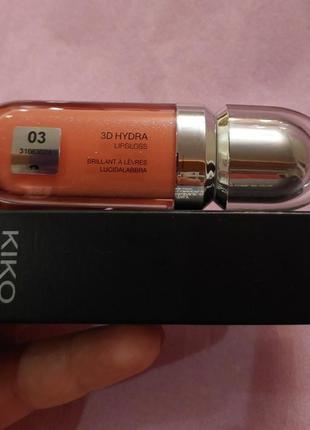 03
3D HYDRA
LIPGLOSS
BRILLANT À LÈVRES
LUCIDALABBRA
KIKO